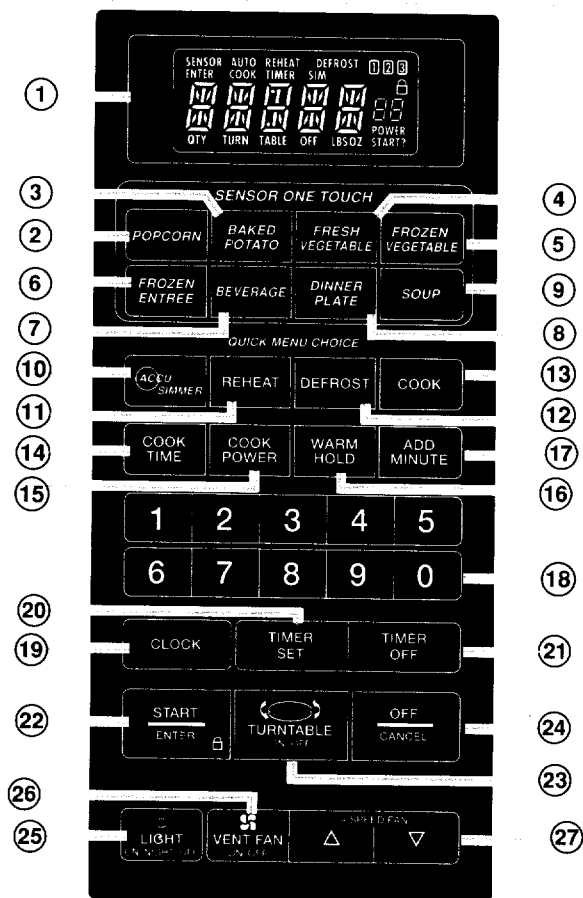 SENSOR AUTO REHEAT DEFROST 1 2 3
ENTER COOK TIMER SIM
1
POWER
QTY TURN TABLE OFF LBSOZ START?
3
SENSOR ONE TOUCH
4
2
POPCORN
BAKED
POTATO
FRESH
VEGETABLE
FROZEN
VEGETABLE
5
6
FROZEN
ENTREE
BEVERAGE
DINNER
PLATE
SOUP
9
7
8
QUICK MENU CHOICE
10
ACCU
SIMMER
REHEAT
DEFROST
COOK
13
11
12
14
COOK
TIME
COOK
POWER
WARM
HOLD
ADD
MINUTE
17
15
16
1 2 3 4 5
6 7 8 9 0
18
20
19
CLOCK
TIMER
SET
TIMER
OFF
21
22
START
ENTER
TURNTABLE
ON/OFF
OFF
CANCEL
24
23
26
25
LIGHT
VENT FAN
ON/OFF
SPEED FAN
27